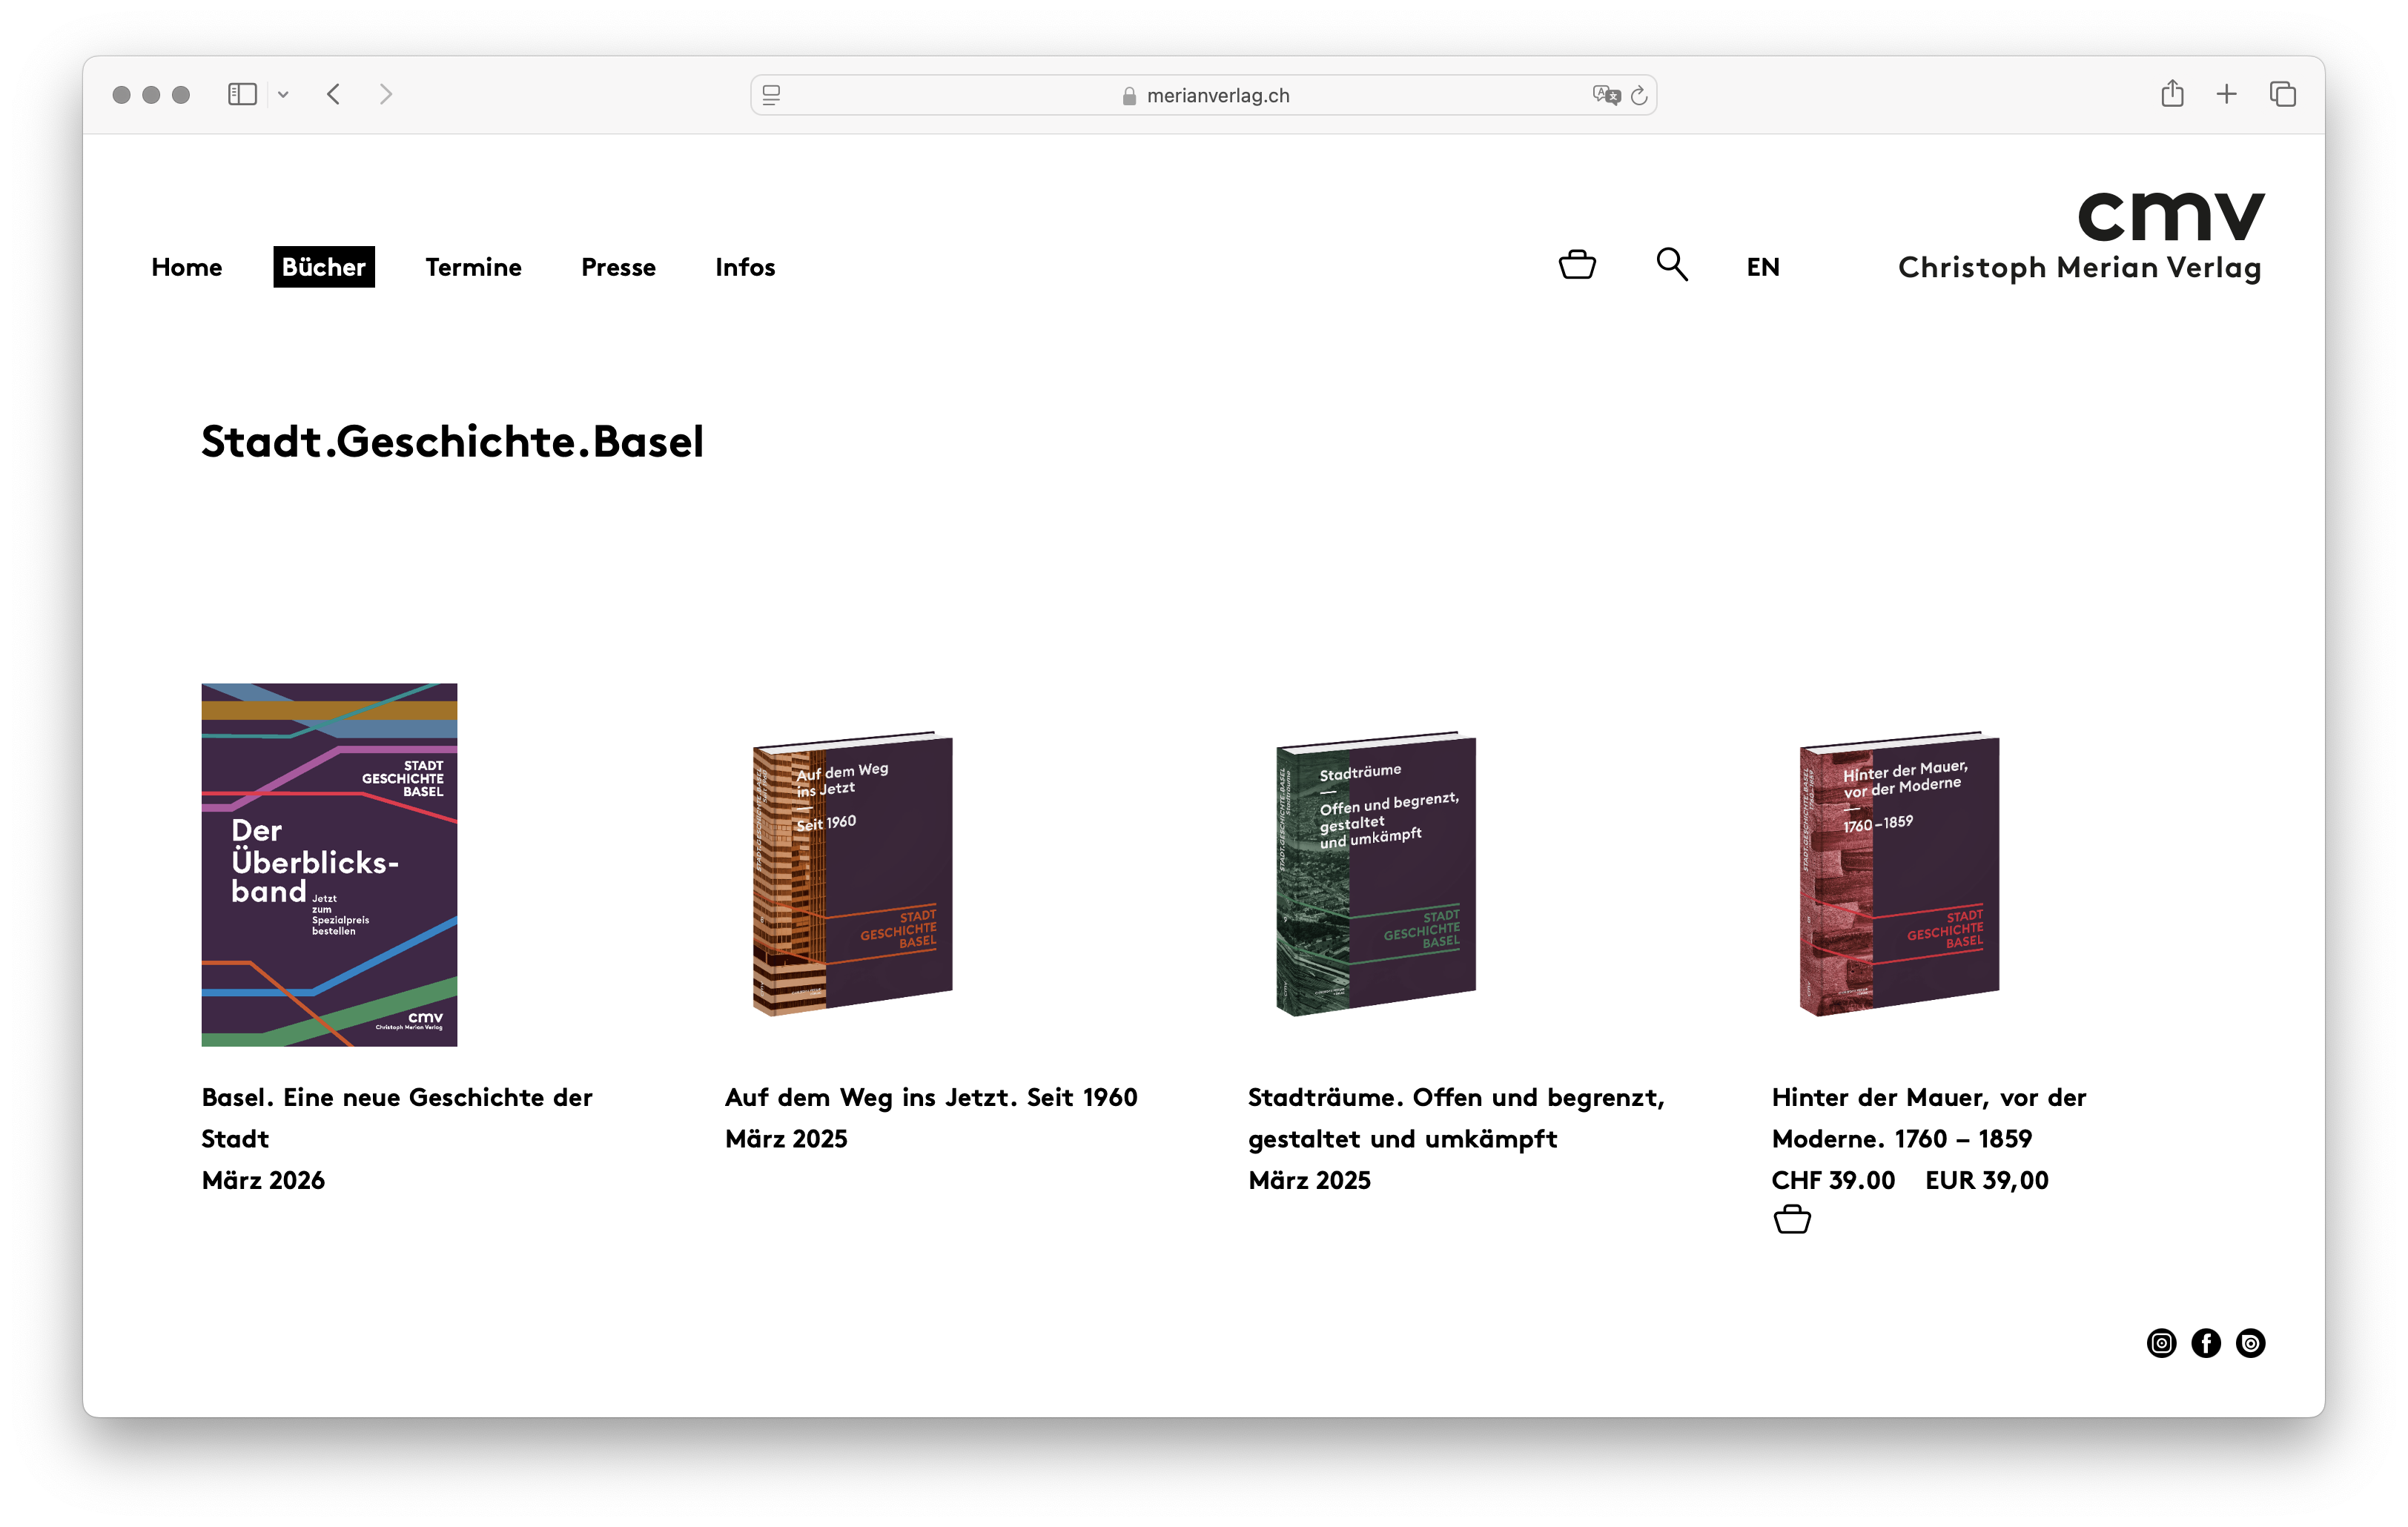 merianverlag.ch
cmv
Home Bücher Termine Presse Infos EN Christoph Merian Verlag
Stadt.Geschichte.Basel
STADT
GESCHICHTE
BASEL
Der
Überblicks-
band
Jetzt
zum
Spezialpreis
bestellen
cmv
Christoph Merian Verlag
Auf dem Weg
ins Jetzt
Seit 1960
STADT
GESCHICHTE
BASEL
Stadträume
Offen und begrenzt,
gestaltet
und umkämpft
STADT
GESCHICHTE
BASEL
Hinter der Mauer,
vor der Moderne
1760–1859
STADT
GESCHICHTE
BASEL
Basel. Eine neue Geschichte der
Stadt
März 2026
Auf dem Weg ins Jetzt. Seit 1960
März 2025
Stadträume. Offen und begrenzt,
gestaltet und umkämpft
März 2025
Hinter der Mauer, vor der
Moderne. 1760 – 1859
CHF 39.00 EUR 39,00